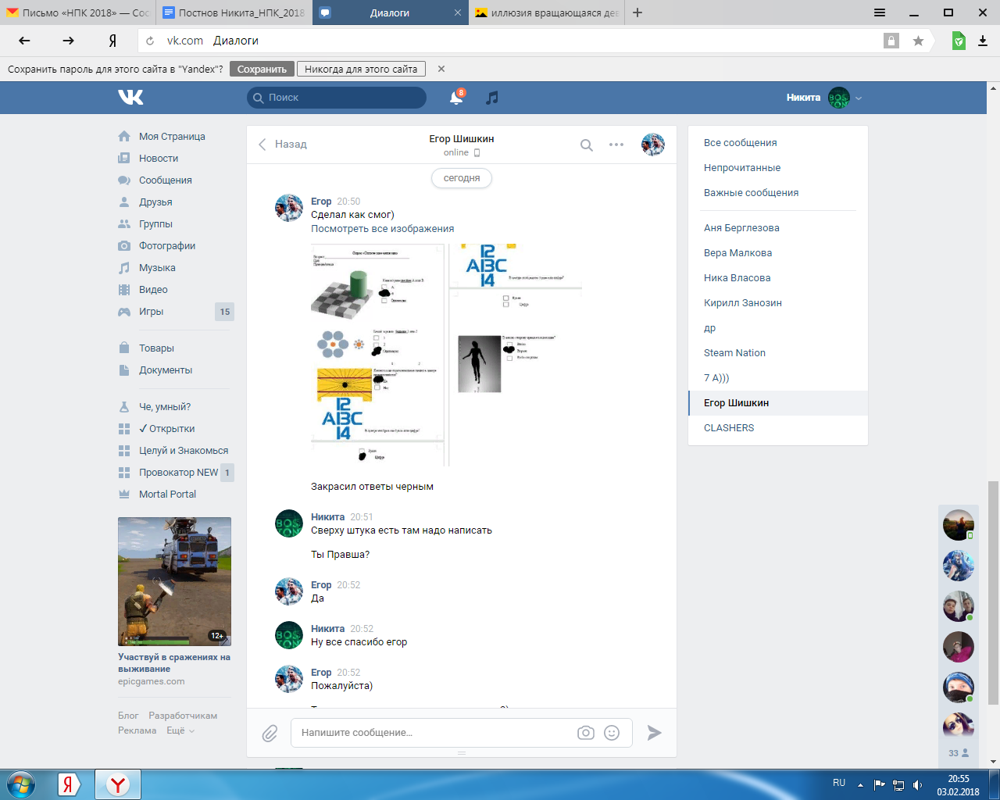 Письмо «НПК 2018» — Сос
Постнов Никита_НПК_2018
Диалоги
иллюзия вращающаяся дев
Я
vk.com Диалоги
Сохранить пароль для этого сайта в "Yandex"? Сохранить Никогда для этого сайта
Поиск
8
Никита
Моя Страница
Новости
Сообщения
Друзья
Группы
Фотографии
Музыка
Видео
Игры 15
Товары
Документы
Че, умный?
✓ Открытки
Целуй и Знакомься
Провокатор NEW 1
Mortal Portal
12+
Участвуй в сражениях на
выживание
epicgames.com
Блог Разработчикам
Реклама Ещё
Назад
Егор Шишкин
online
сегодня
Егор 20:50
Сделал как смог)
Посмотреть все изображения
12
ABC
14
12
ABC
14
Закрасил ответы черным
Никита 20:51
Сверху штука есть там надо написать
Ты Правша?
Егор 20:52
Да
Никита 20:52
Ну все спасибо егор
Егор 20:52
Пожалуйста)
Напишите сообщение...
Все сообщения
Непрочитанные
Важные сообщения
Аня Берглезова
Вера Малкова
Ника Власова
Кирилл Занозин
др
Steam Nation
7 А)))
Егор Шишкин
CLASHERS
33
Я
Y
RU
20:55
03.02.2018